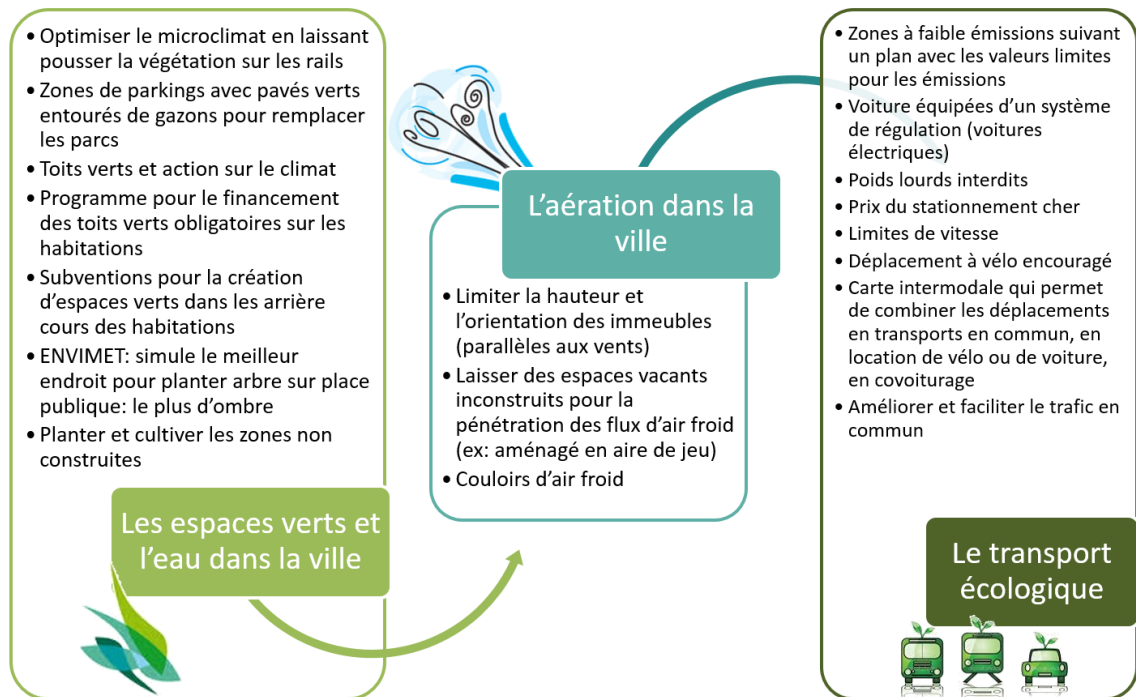 • Optimiser le microclimat en laissant
pousser la végétation sur les rails
• Zones de parkings avec pavés verts
entourés de gazons pour remplacer
les parcs
• Toits verts et action sur le climat
• Programme pour le financement
des toits verts obligatoires sur les
habitations
• Subventions pour la création
d'espaces verts dans les arrière
cours des habitations
• ENVIMET: simule le meilleur
endroit pour planter arbre sur place
publique: le plus d'ombre
• Planter et cultiver les zones non
construites
Les espaces verts et
l'eau dans la ville
L'aération dans la
ville
• Limiter la hauteur et
l'orientation des immeubles
(parallèles aux vents)
• Laisser des espaces vacants
inconstruits pour la
pénétration des flux d'air froid
(ex: aménagé en aire de jeu)
• Couloirs d'air froid
• Zones à faible émissions suivant
un plan avec les valeurs limites
pour les émissions
• Voiture équipées d'un système
de régulation (voitures
électriques)
• Poids lourds interdits
• Prix du stationnement cher
• Limites de vitesse
• Déplacement à vélo encouragé
• Carte intermodale qui permet
de combiner les déplacements
en transports en commun, en
location de vélo ou de voiture,
en covoiturage
• Améliorer et faciliter le trafic en
commun
Le transport
écologique